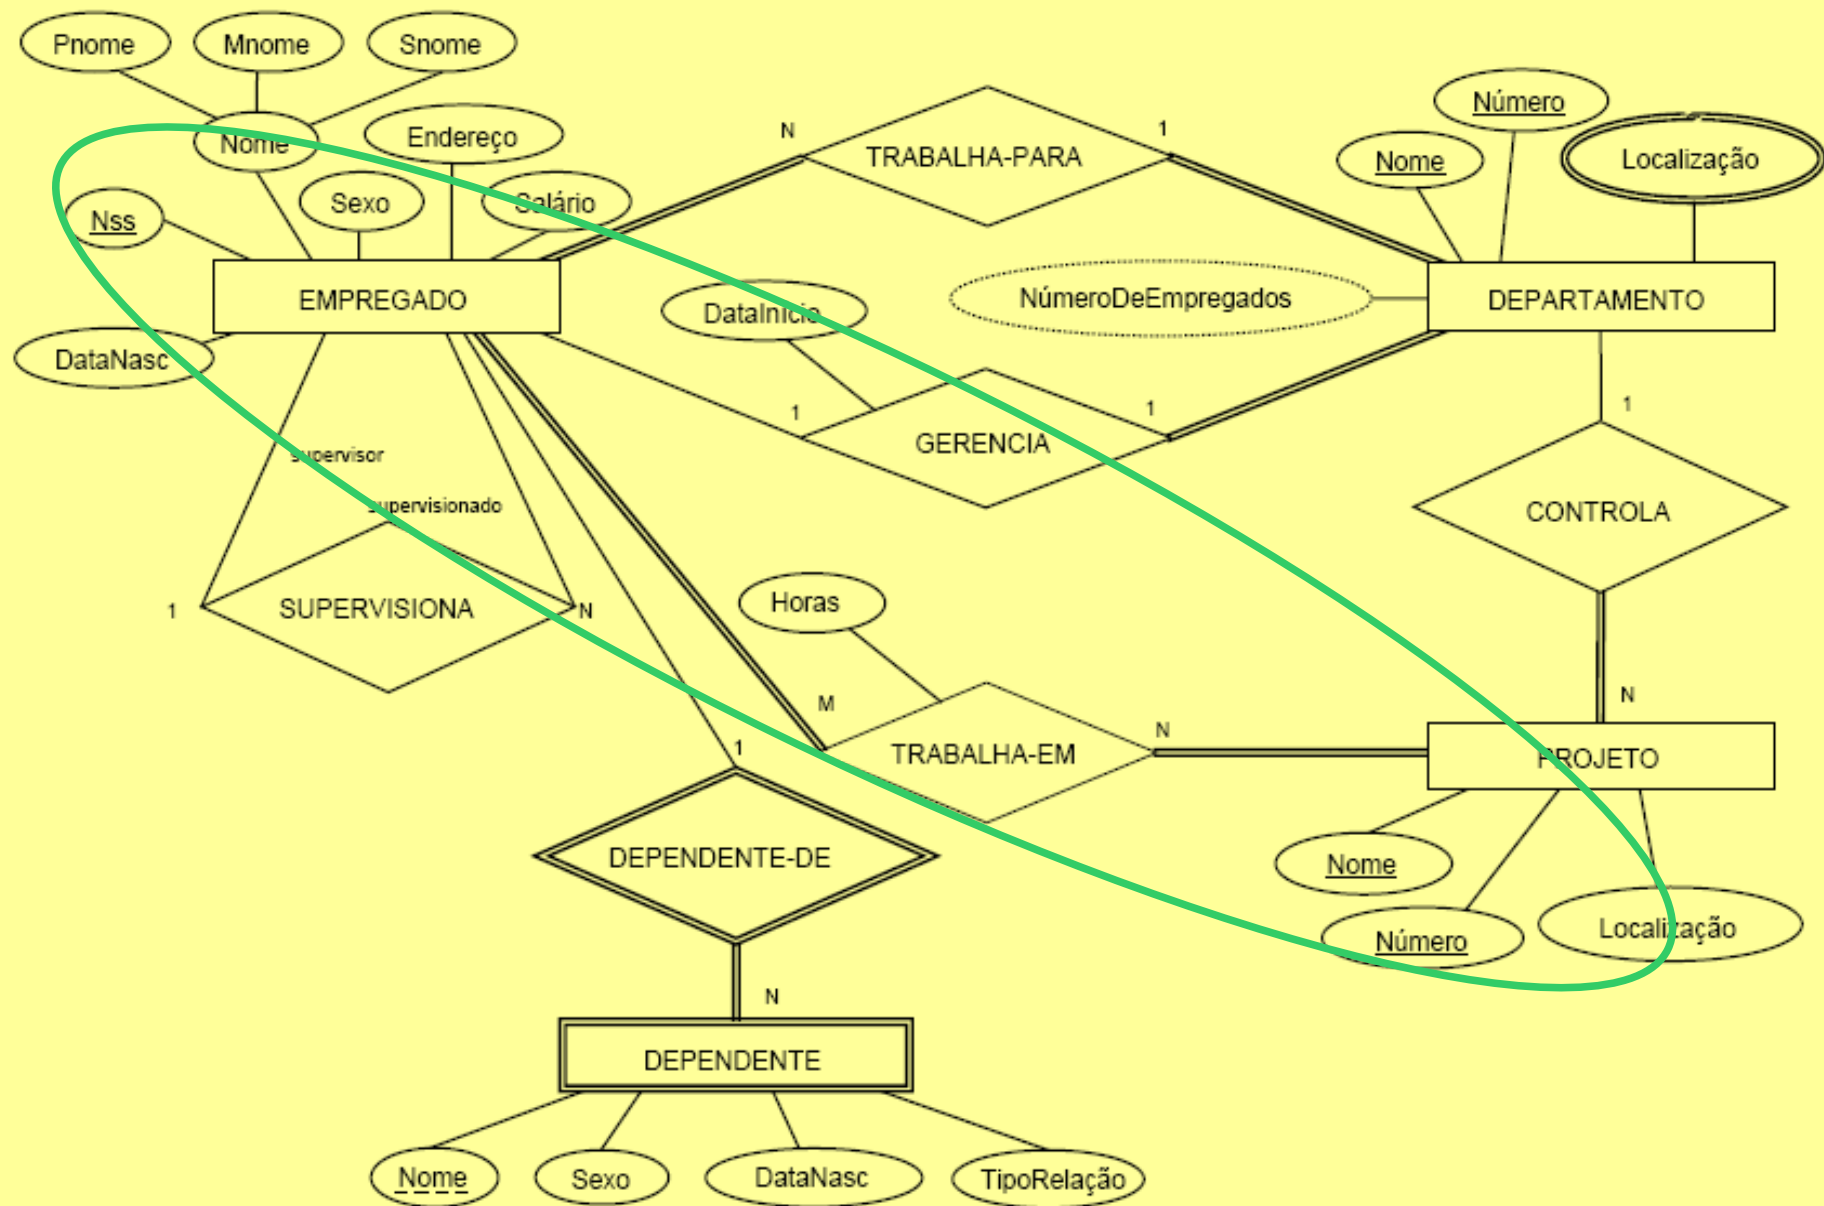 Pnome
Mnome
Snome
Nome
Endereço
Nss
Sexo
Salário
EMPREGADO
DataNasc
N
TRABALHA-PARA
1
Número
Nome
Localização
NúmeroDeEmpregados
DEPARTAMENTO
DataInício
1
GERENCIA
1
1
CONTROLA
N
supervisor
supervisionado
1
SUPERVISIONA
N
Horas
M
TRABALHA-EM
N
PROJETO
Nome
Número
Localização
1
DEPENDENTE-DE
N
DEPENDENTE
Nome
Sexo
DataNasc
TipoRelação